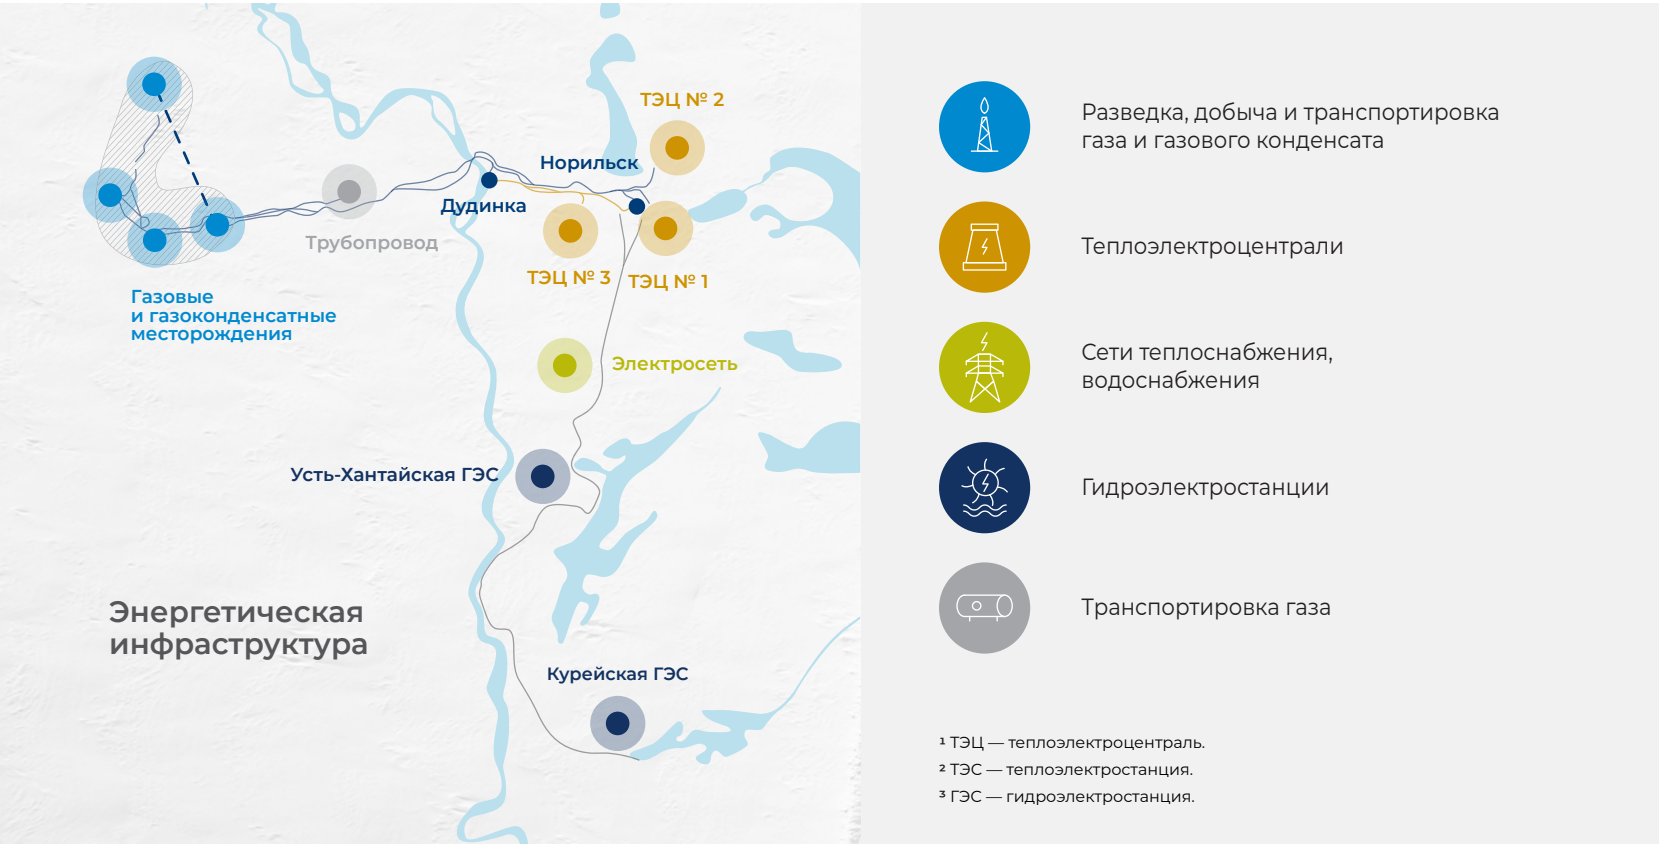 ТЭЦ № 2
Норильск
Дудинка
Трубопровод
ТЭЦ № 3
ТЭЦ № 1
Газовые
и газоконденсатные
месторождения
Электросеть
Усть-Хантайская ГЭС
Энергетическая
инфраструктура
Курейская ГЭС
Разведка, добыча и транспортировка
газа и газового конденсата
Теплоэлектроцентрали
Сети теплоснабжения,
водоснабжения
Гидроэлектростанции
Транспортировка газа
¹ ТЭЦ — теплоэлектроцентраль.
² ТЭС — теплоэлектростанция.
³ ГЭС — гидроэлектростанция.